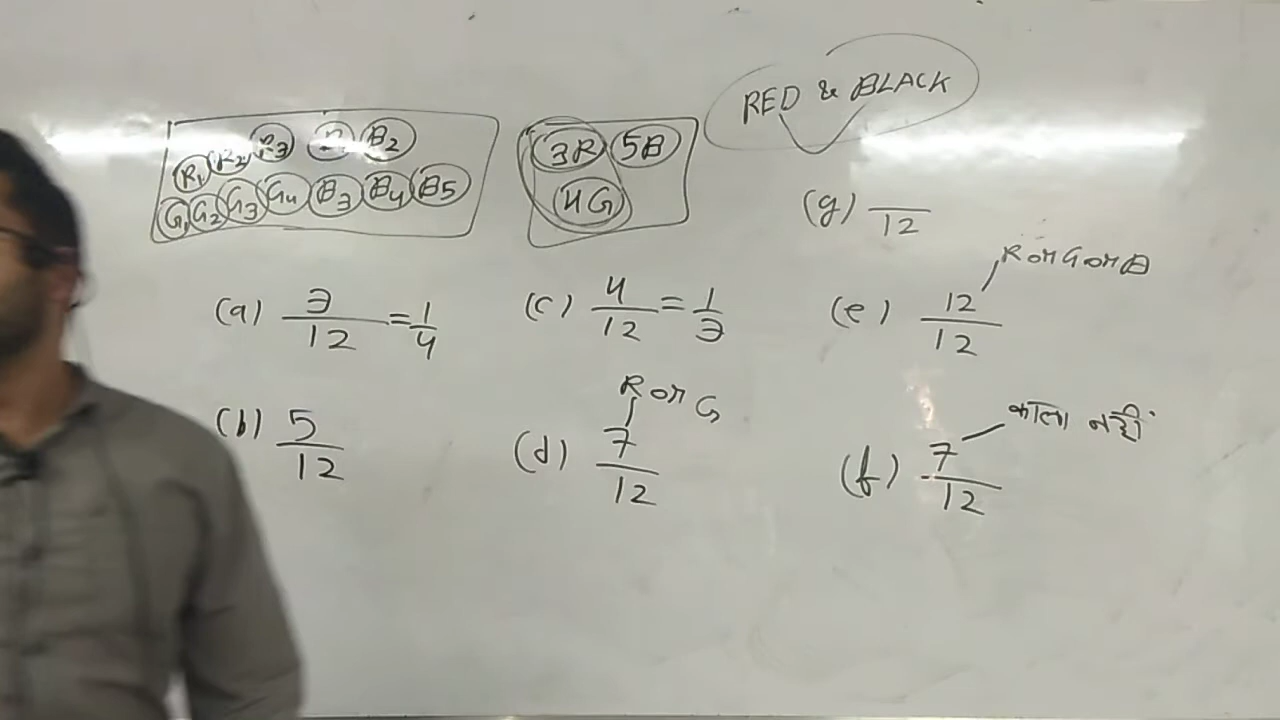 RED & BLACK
R1 R2 R3 B2
G1 G2 G3 G4 B3 B4 B5
3R 5B
4G
(g) /12
(a) 3/12 = 1/4
(c) 4/12 = 1/3
R or G or B
(e) 12/12
(b) 5/12
R or G
(d) 7/12
काला नहीं
(f) 7/12